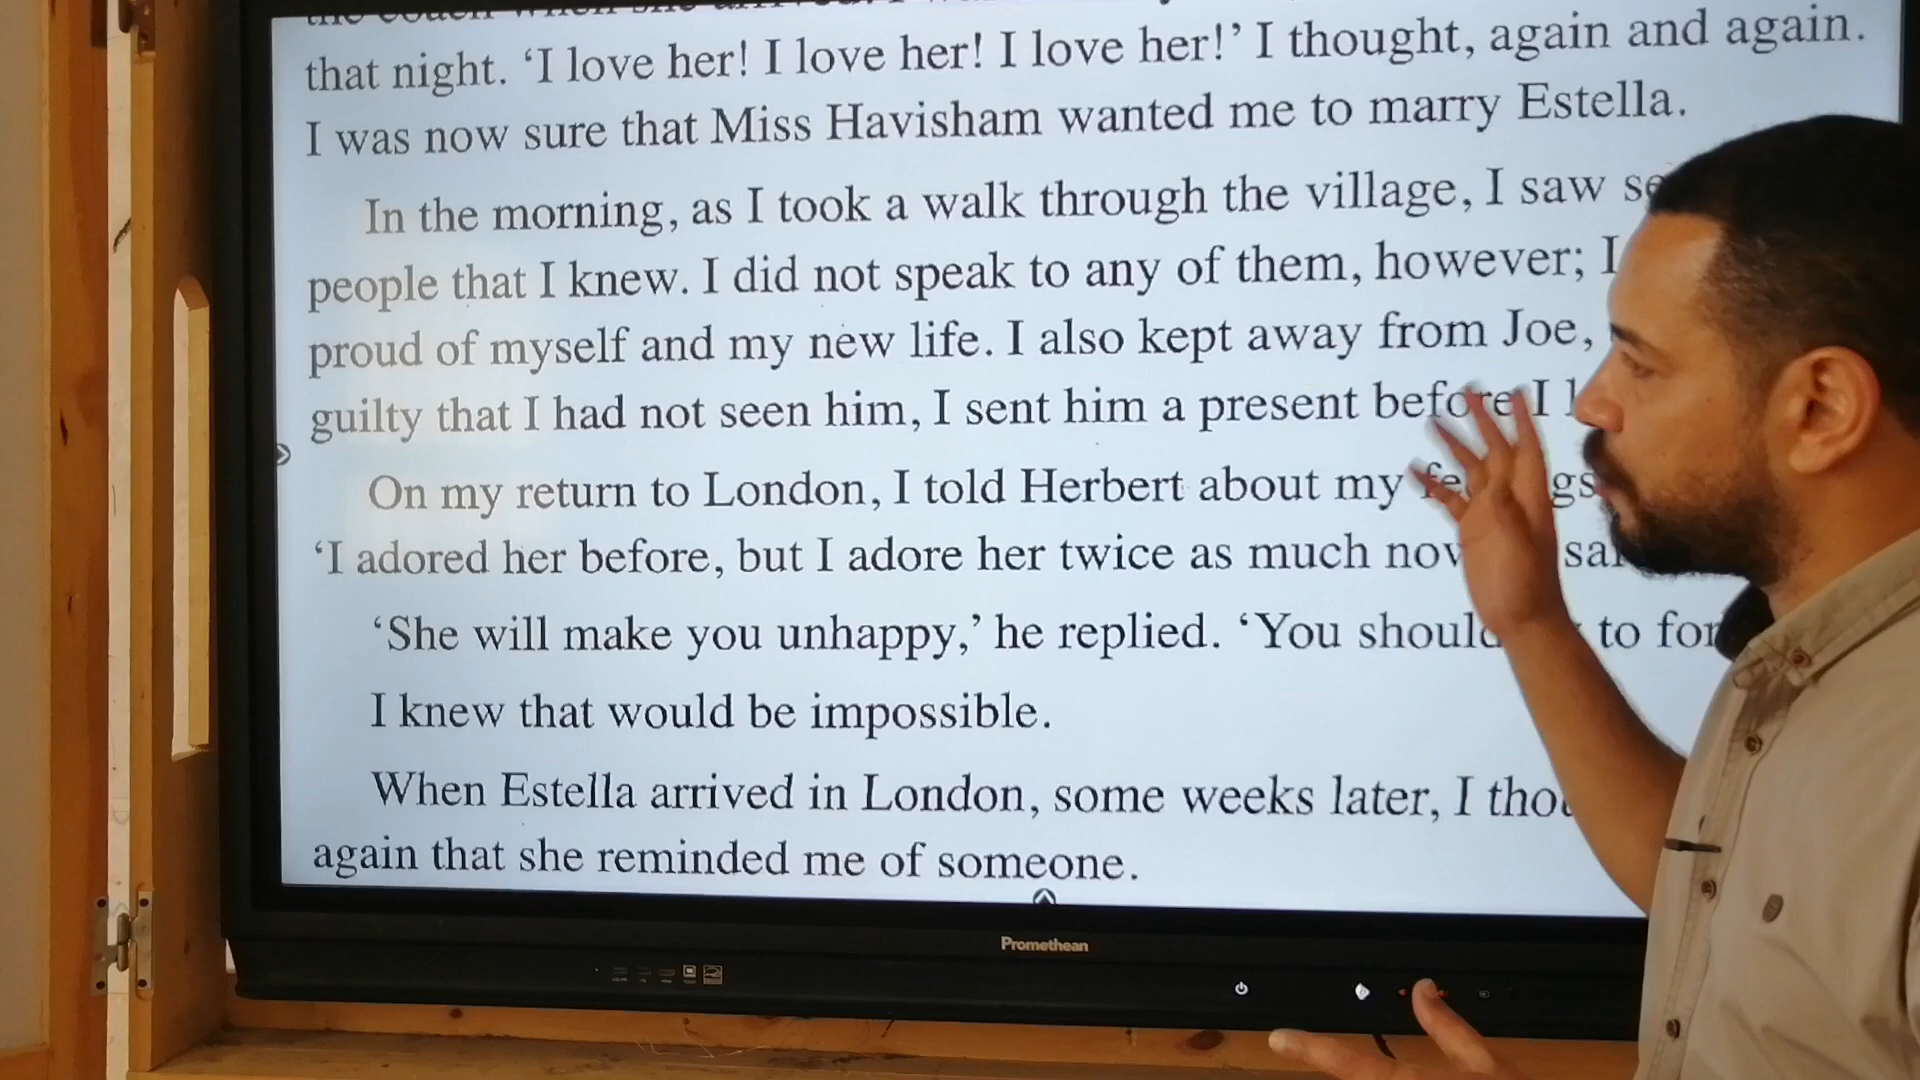 that night. ‘I love her! I love her! I love her!’ I thought, again and again.
I was now sure that Miss Havisham wanted me to marry Estella.
In the morning, as I took a walk through the village, I saw
people that I knew. I did not speak to any of them, however; I
proud of myself and my new life. I also kept away from Joe,
guilty that I had not seen him, I sent him a present before I
On my return to London, I told Herbert about my
‘I adored her before, but I adore her twice as much
‘She will make you unhappy,’ he replied. ‘You to
I knew that would be impossible.
When Estella arrived in London, some weeks later, I
again that she reminded me of someone.
Promethean